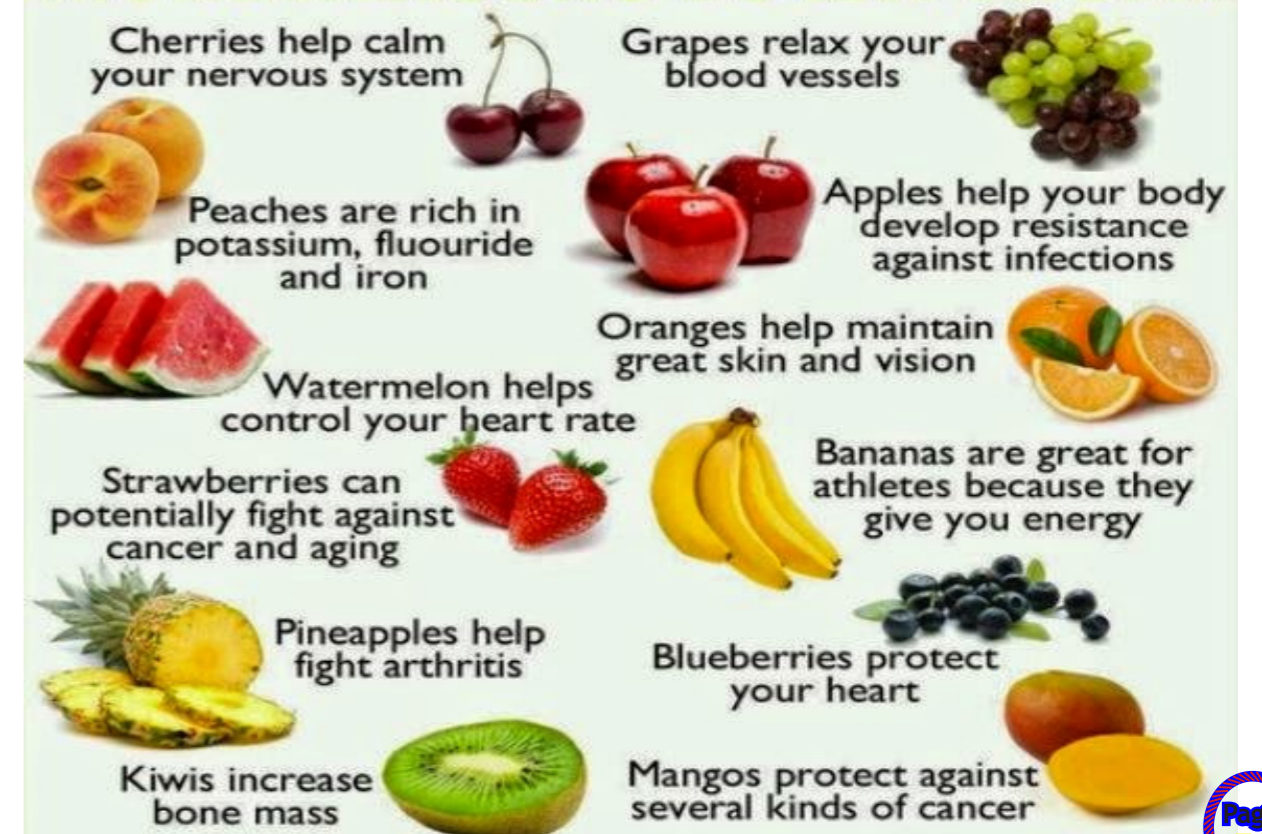 Cherries help calm
your nervous system
Grapes relax your
blood vessels
Peaches are rich in
potassium, fluouride
and iron
Apples help your body
develop resistance
against infections
Watermelon helps
control your heart rate
Oranges help maintain
great skin and vision
Strawberries can
potentially fight against
cancer and aging
Bananas are great for
athletes because they
give you energy
Pineapples help
fight arthritis
Blueberries protect
your heart
Kiwis increase
bone mass
Mangos protect against
several kinds of cancer